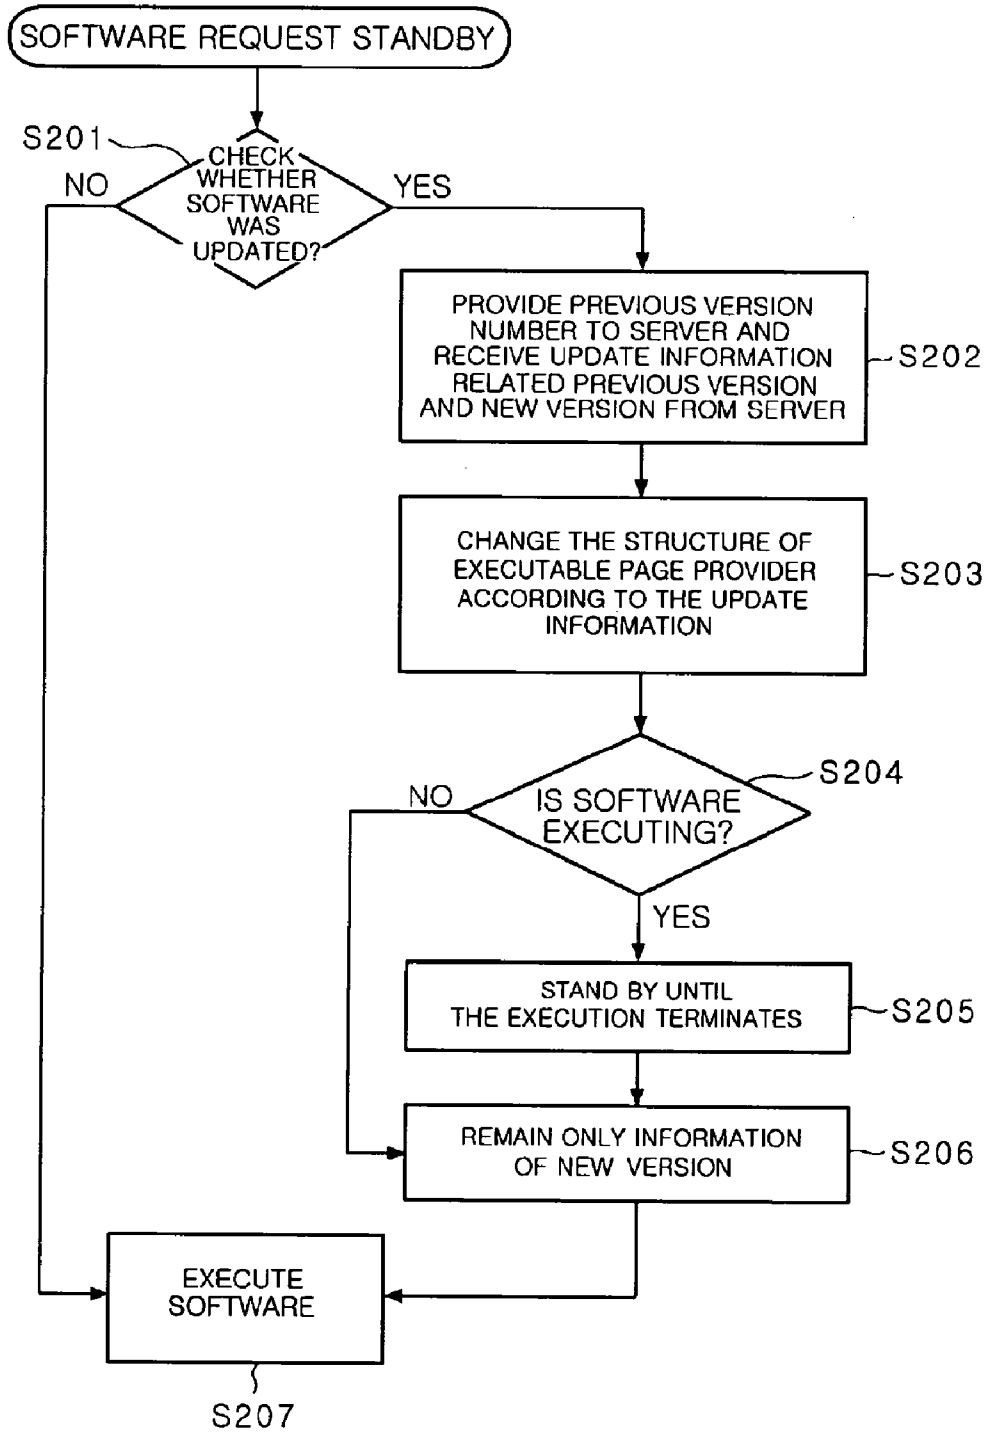 SOFTWARE REQUEST STANDBY
S201
CHECK
WHETHER
SOFTWARE
WAS
UPDATED?
NO
YES
PROVIDE PREVIOUS VERSION
NUMBER TO SERVER AND
RECEIVE UPDATE INFORMATION
RELATED PREVIOUS VERSION
AND NEW VERSION FROM SERVER
S202
CHANGE THE STRUCTURE OF
EXECUTABLE PAGE PROVIDER
ACCORDING TO THE UPDATE
INFORMATION
S203
S204
IS SOFTWARE
EXECUTING?
NO
YES
STAND BY UNTIL
THE EXECUTION TERMINATES
S205
REMAIN ONLY INFORMATION
OF NEW VERSION
S206
EXECUTE
SOFTWARE
S207